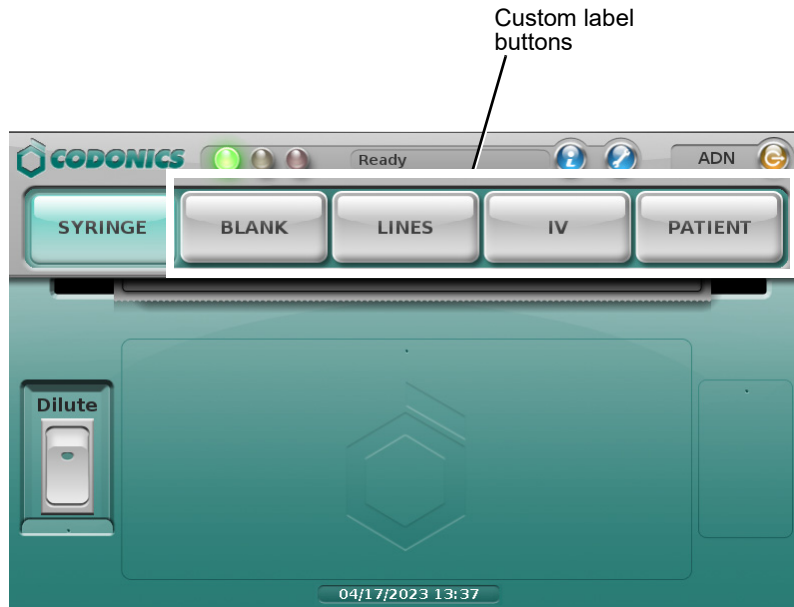 Custom label
buttons
CODONICS
Ready
ADN
SYRINGE
BLANK
LINES
IV
PATIENT
Dilute
04/17/2023 13:37